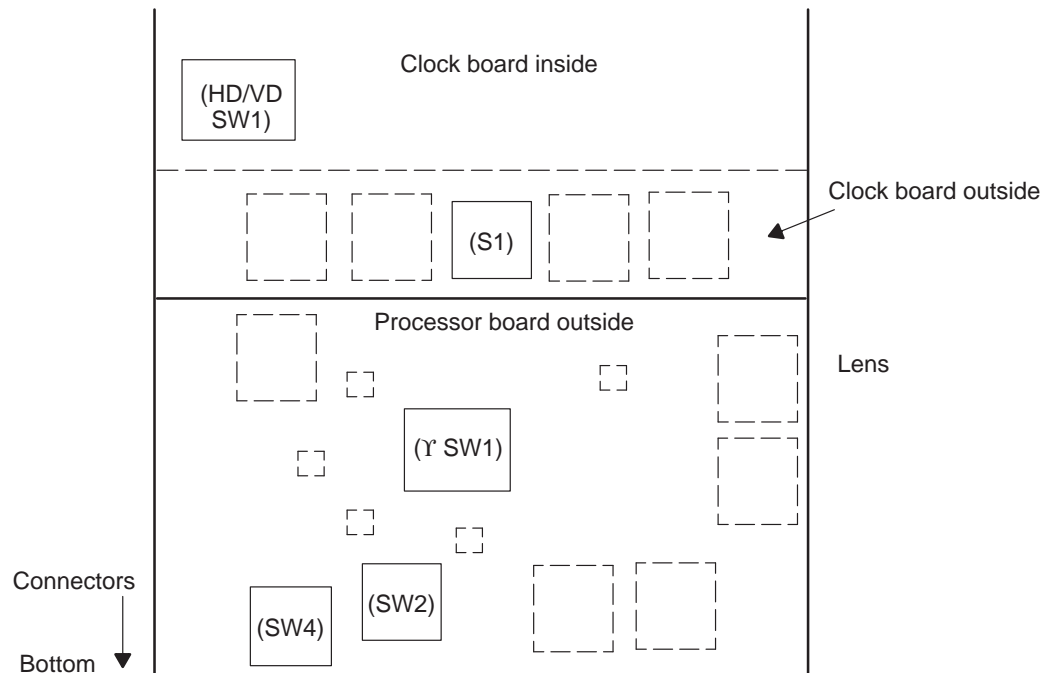 Clock board inside
(HD/VD
SW1)
Clock board outside
(S1)
Processor board outside
Lens
(ϒ SW1)
Connectors
(SW2)
(SW4)
Bottom